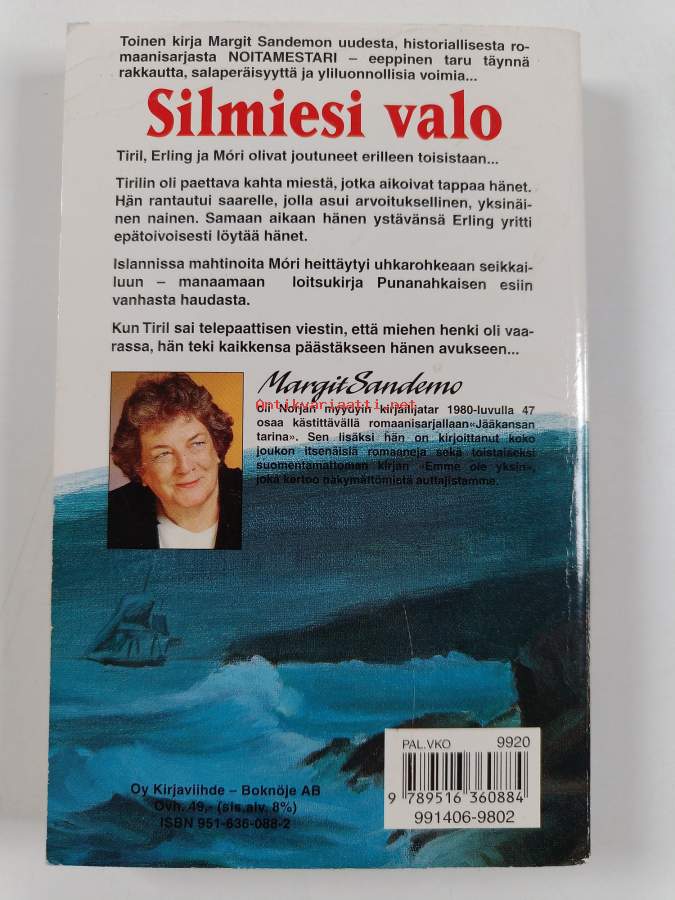 Toinen kirja Margit Sandemon uudesta, historiallisesta ro-
maanisarjasta NOITAMESTARI – eeppinen taru täynnä
rakkautta, salaperäisyyttä ja yliluonnollisia voimia...
Silmiesi valo
Tiril, Erling ja Móri olivat joutuneet erilleen toisistaan...
Tirilin oli paettava kahta miestä, jotka aikoivat tappaa hänet.
Hän rantautui saarelle, jolla asui arvoituksellinen, yksinäi-
nen nainen. Samaan aikaan hänen ystävänsä Erling yritti
epätoivoisesti löytää hänet.
Islannissa mahtinoita Móri heittäytyi uhkarohkeaan seikkai-
luun – manaamaan loitsukirja Punanahkaisen esiin
vanhasta haudasta.
Kun Tiril sai telepaattisen viestin, että miehen henki oli vaa-
rassa, hän teki kaikkensa päästäkseen hänen avukseen...
Margit Sandemo
Antikvariaatti.net
oli Norjan myydyin kirjailijatar 1980-luvulla 47
osaa kästittävällä romaanisarjallaan«Jääkansan
tarina». Sen lisäksi hän on kirjoittanut koko
joukon itsenäisiä romaaneja sekä toistaiseksi
suomentamattoman kirjan «Emme ole yksin»,
joka kertoo näkymättömistä auttajistamme.
PAL.VKO 9920
9 789516 360884
991406-9802
Oy Kirjaviihde – Boknöje AB
Ovh. 49,- (sis.alv. 8%)
ISBN 951-636-088-2